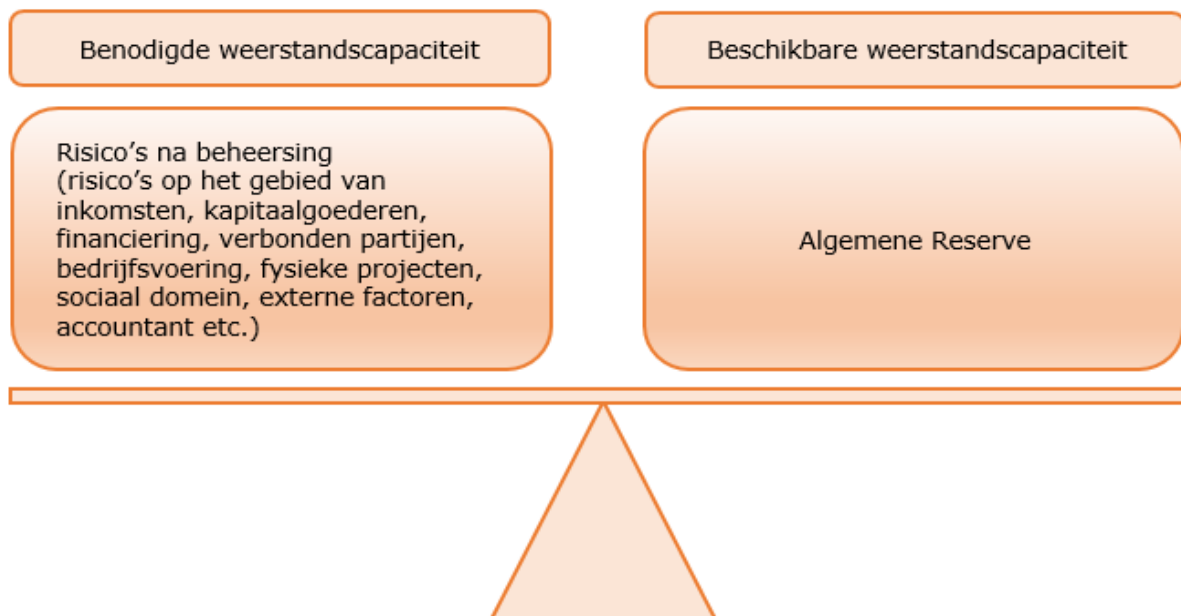 Benodigde weerstandscapaciteit
Risico’s na beheersing
(risico’s op het gebied van
inkomsten, kapitaalgoederen,
financiering, verbonden partijen,
bedrijfsvoering, fysieke projecten,
sociaal domein, externe factoren,
accountant etc.)
Beschikbare weerstandscapaciteit
Algemene Reserve